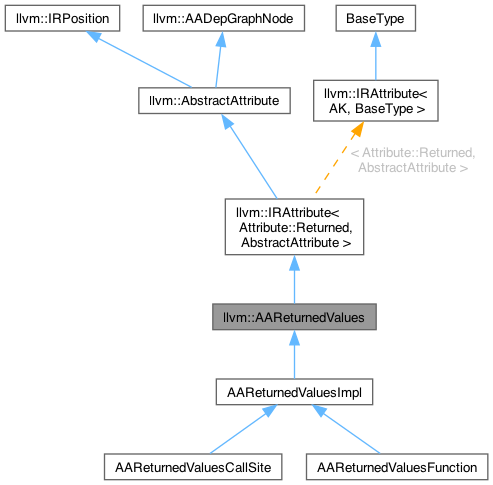 llvm::IRPosition
llvm::AADepGraphNode
BaseType
llvm::AbstractAttribute
llvm::IRAttribute<
AK, BaseType >
< Attribute::Returned,
AbstractAttribute >
llvm::IRAttribute<
Attribute::Returned,
AbstractAttribute >
llvm::AAReturnedValues
AAReturnedValuesImpl
AAReturnedValuesCallSite
AAReturnedValuesFunction